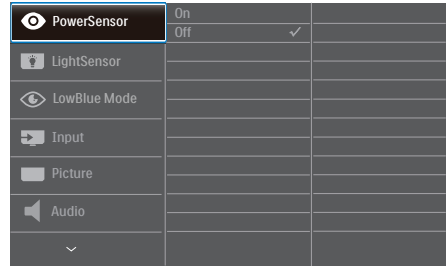 PowerSensor
On
Off
LightSensor
LowBlue Mode
Input
Picture
Audio